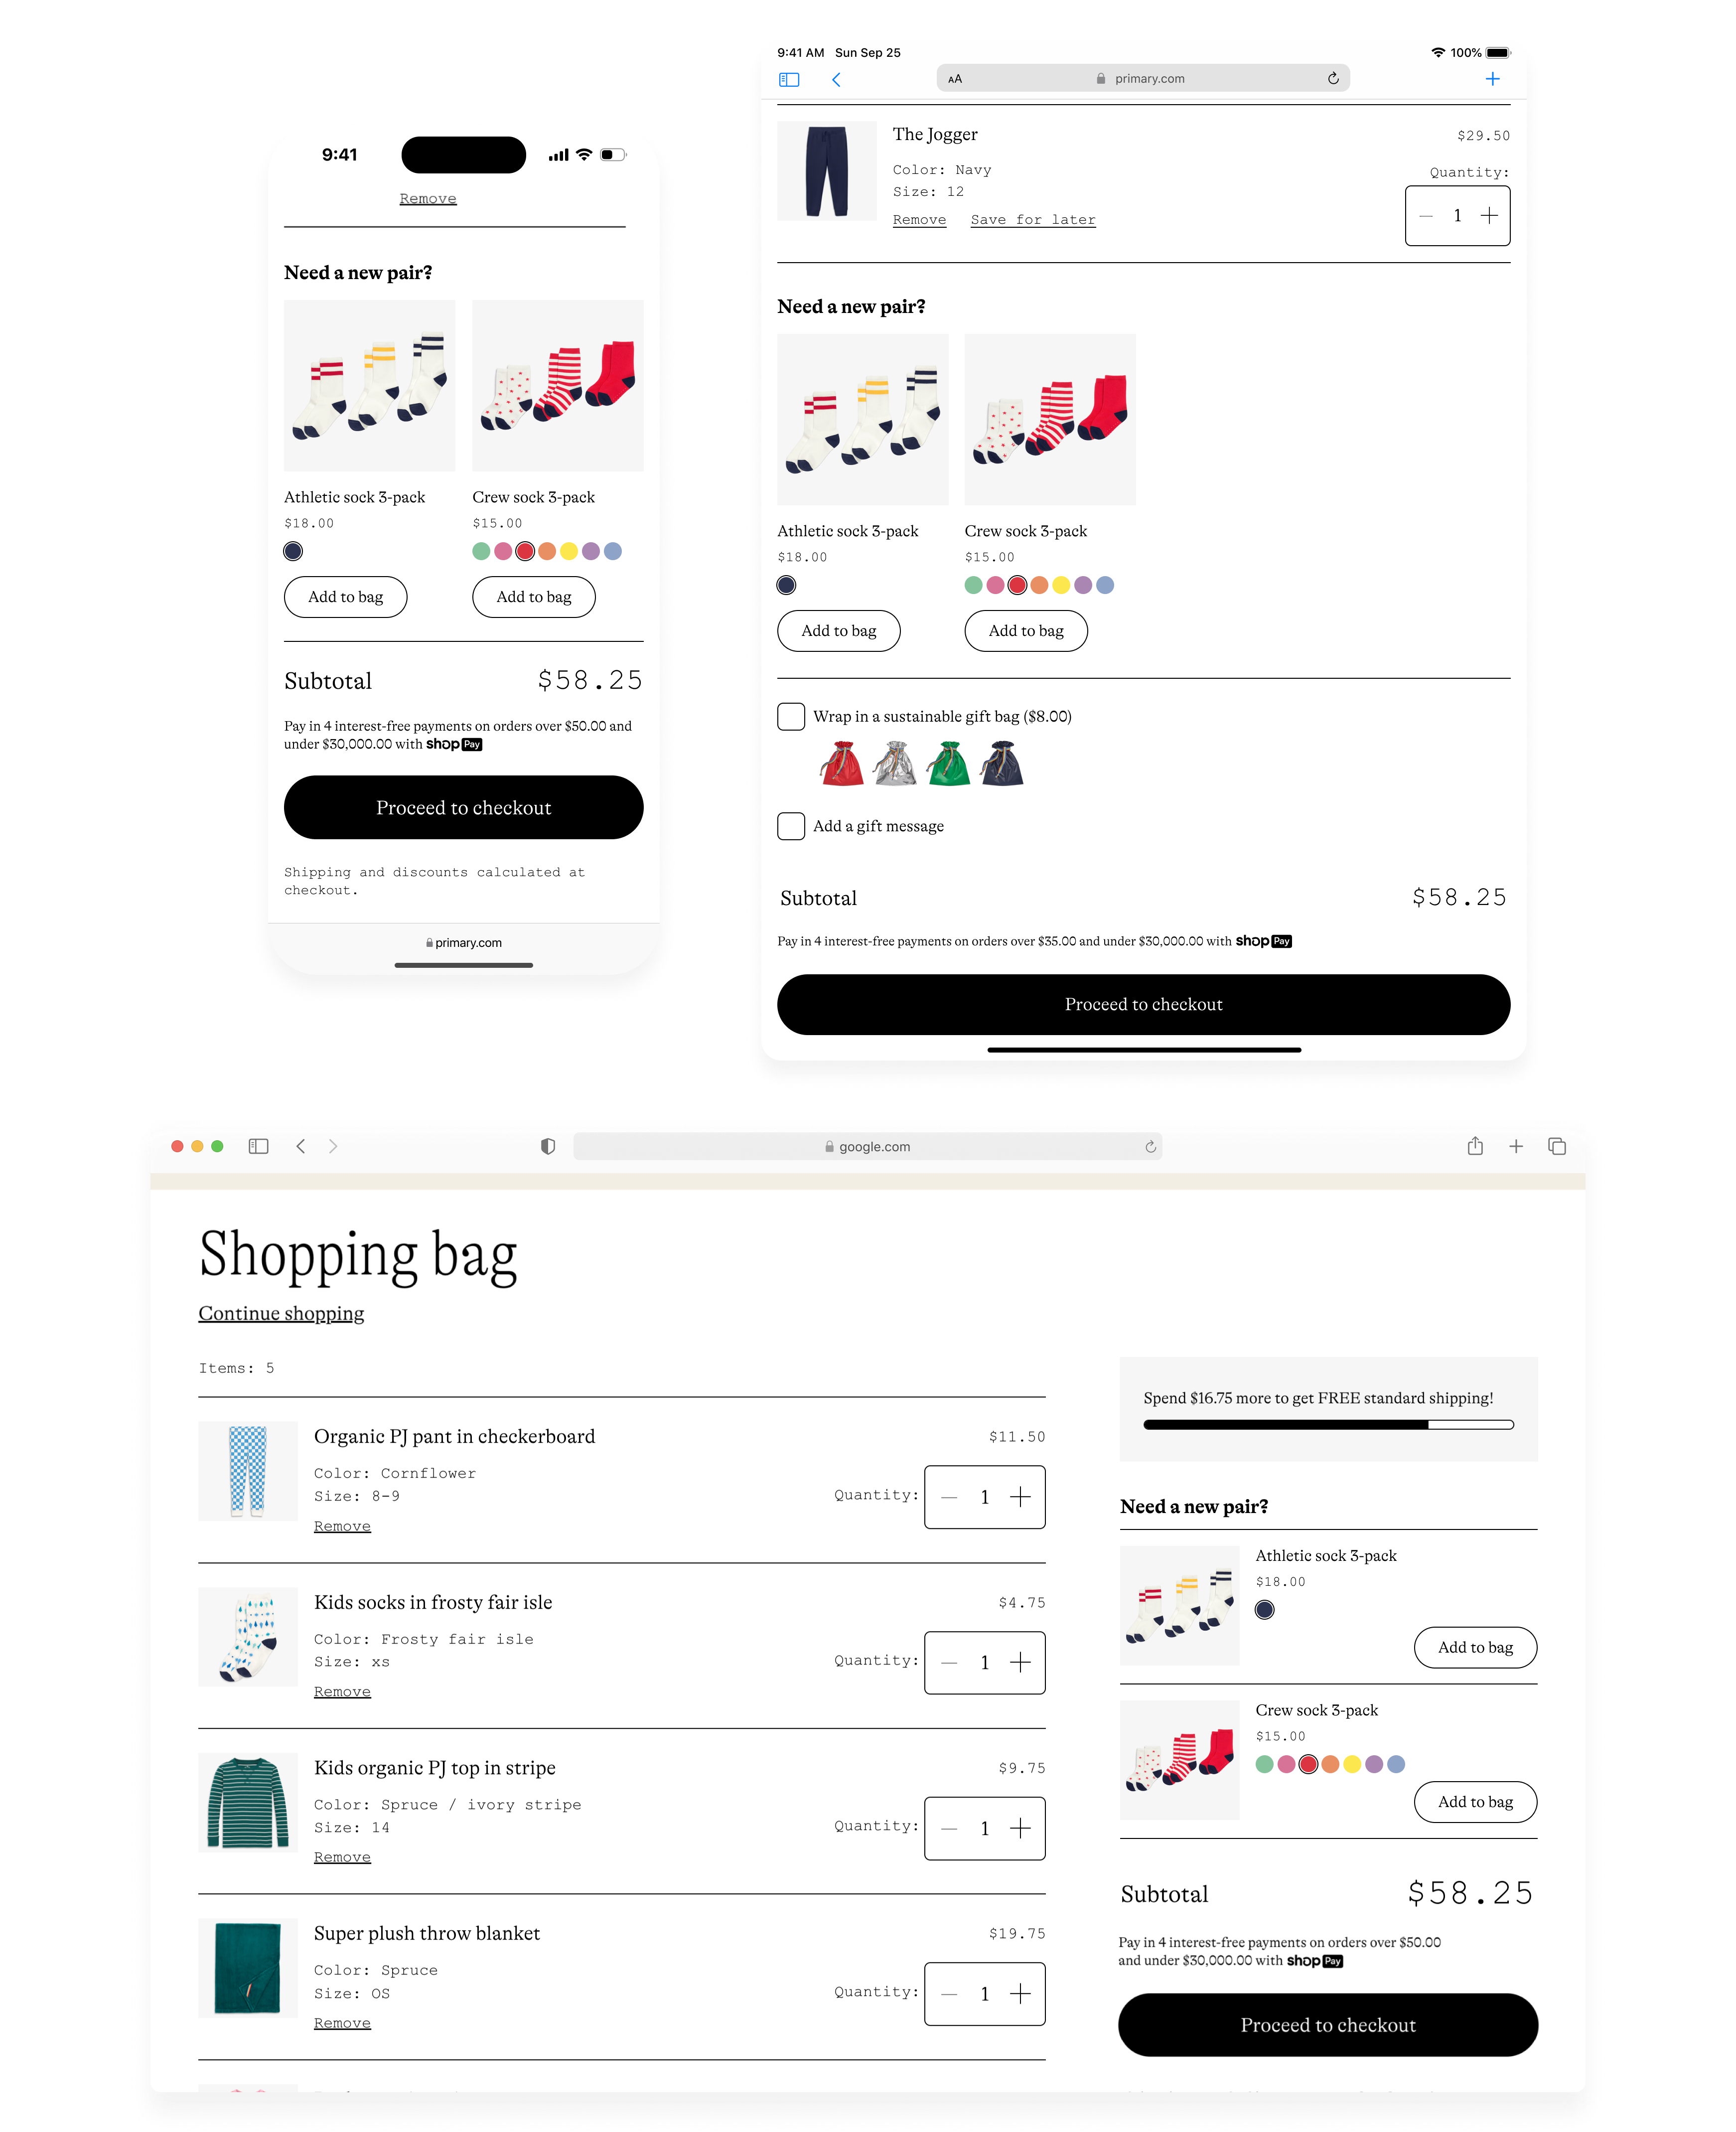 9:41
Remove
Need a new pair?
Athletic sock 3-pack
$18.00
Add to bag
Crew sock 3-pack
$15.00
Add to bag
Subtotal $58.25
Pay in 4 interest-free payments on orders over $50.00 and
under $30,000.00 with shop Pay
Proceed to checkout
Shipping and discounts calculated at
checkout.
primary.com
9:41 AM Sun Sep 25 100%
AA primary.com
The Jogger $29.50
Color: Navy Quantity:
Size: 12
Remove Save for later
1
Need a new pair?
Athletic sock 3-pack
$18.00
Add to bag
Crew sock 3-pack
$15.00
Add to bag
Wrap in a sustainable gift bag ($8.00)
Add a gift message
Subtotal $58.25
Pay in 4 interest-free payments on orders over $35.00 and under $30,000.00 with shop Pay
Proceed to checkout
google.com
Shopping bag
Continue shopping
Items: 5
Organic PJ pant in checkerboard $11.50
Color: Cornflower
Size: 8-9
Quantity: 1
Remove
Kids socks in frosty fair isle $4.75
Color: Frosty fair isle
Size: xs
Quantity: 1
Remove
Kids organic PJ top in stripe $9.75
Color: Spruce / ivory stripe
Size: 14
Quantity: 1
Remove
Super plush throw blanket $19.75
Color: Spruce
Size: OS
Quantity: 1
Remove
Spend $16.75 more to get FREE standard shipping!
Need a new pair?
Athletic sock 3-pack
$18.00
Add to bag
Crew sock 3-pack
$15.00
Add to bag
Subtotal $58.25
Pay in 4 interest-free payments on orders over $50.00
and under $30,000.00 with shop Pay
Proceed to checkout